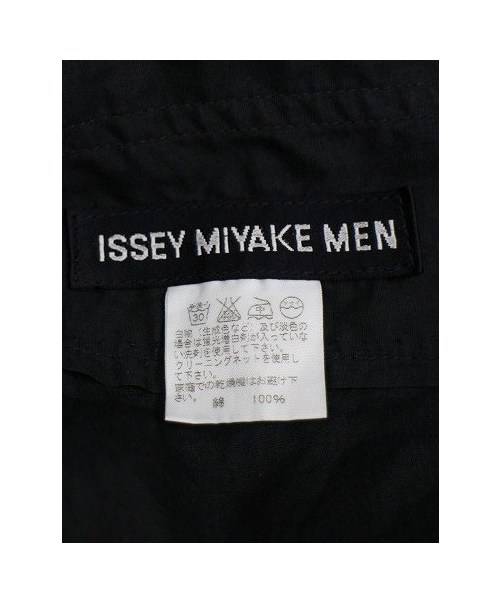 ISSEY MIYAKE MEN
30
白物（生成色など）及び淡色の
場合は蛍光増白剤が入っていな
い洗剤を使用して下さい。
クリーニングネットを使用し
て下さい。
家庭での乾燥機はお避け下
さい。
綿 100%